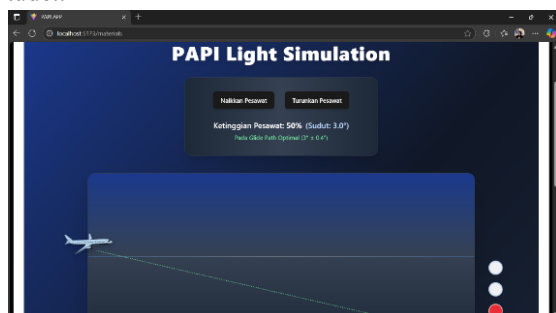 PAPI APP
localhost:5173/materials
PAPI Light Simulation
Naikkan Pesawat Turunkan Pesawat
Ketinggian Pesawat: 50% (Sudut: 3.0°)
Pada Glide Path Optimal (3° ± 0.4°)